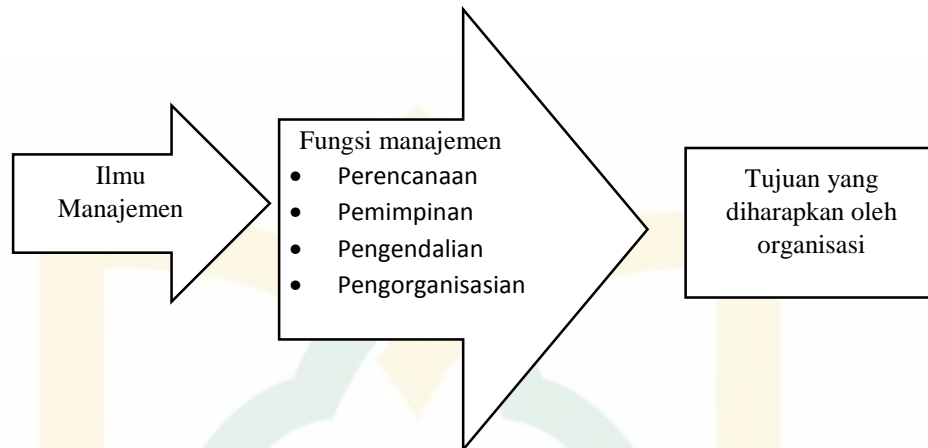 Ilmu
Manajemen
Fungsi manajemen
• Perencanaan
• Pemimpinan
• Pengendalian
• Pengorganisasian
Tujuan yang
diharapkan oleh
organisasi